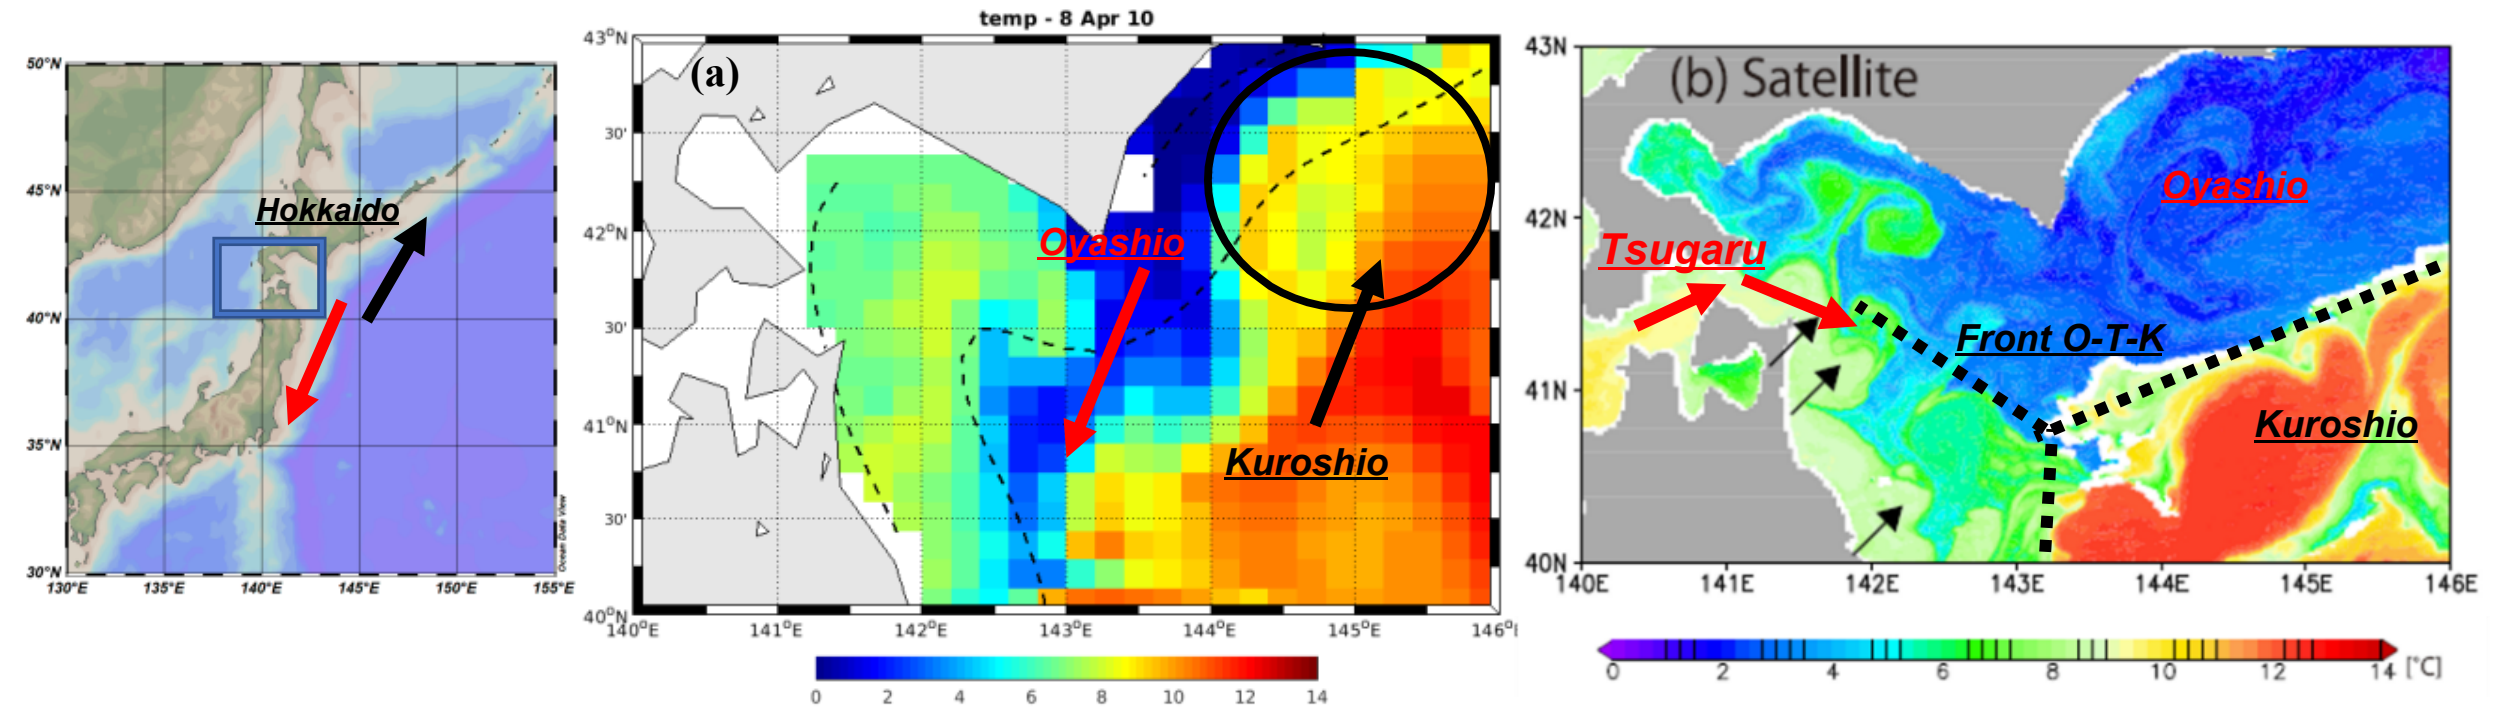 50°N
45°N
40°N
35°N
30°N
130°E 135°E 140°E 145°E 150°E 155°E
Hokkaido
Ocean Data View
temp - 8 Apr 10
(a)
43°N
30'
42°N
30'
41°N
30'
40°N
140°E 141°E 142°E 143°E 144°E 145°E 146°
Oyashio
Kuroshio
0 2 4 6 8 10 12 14
(b) Satellite
43N
42N
41N
40N
140E 141E 142E 143E 144E 145E 146E
Oyashio
Tsugaru
Front O-T-K
Kuroshio
0 2 4 6 8 10 12 14 [°C]